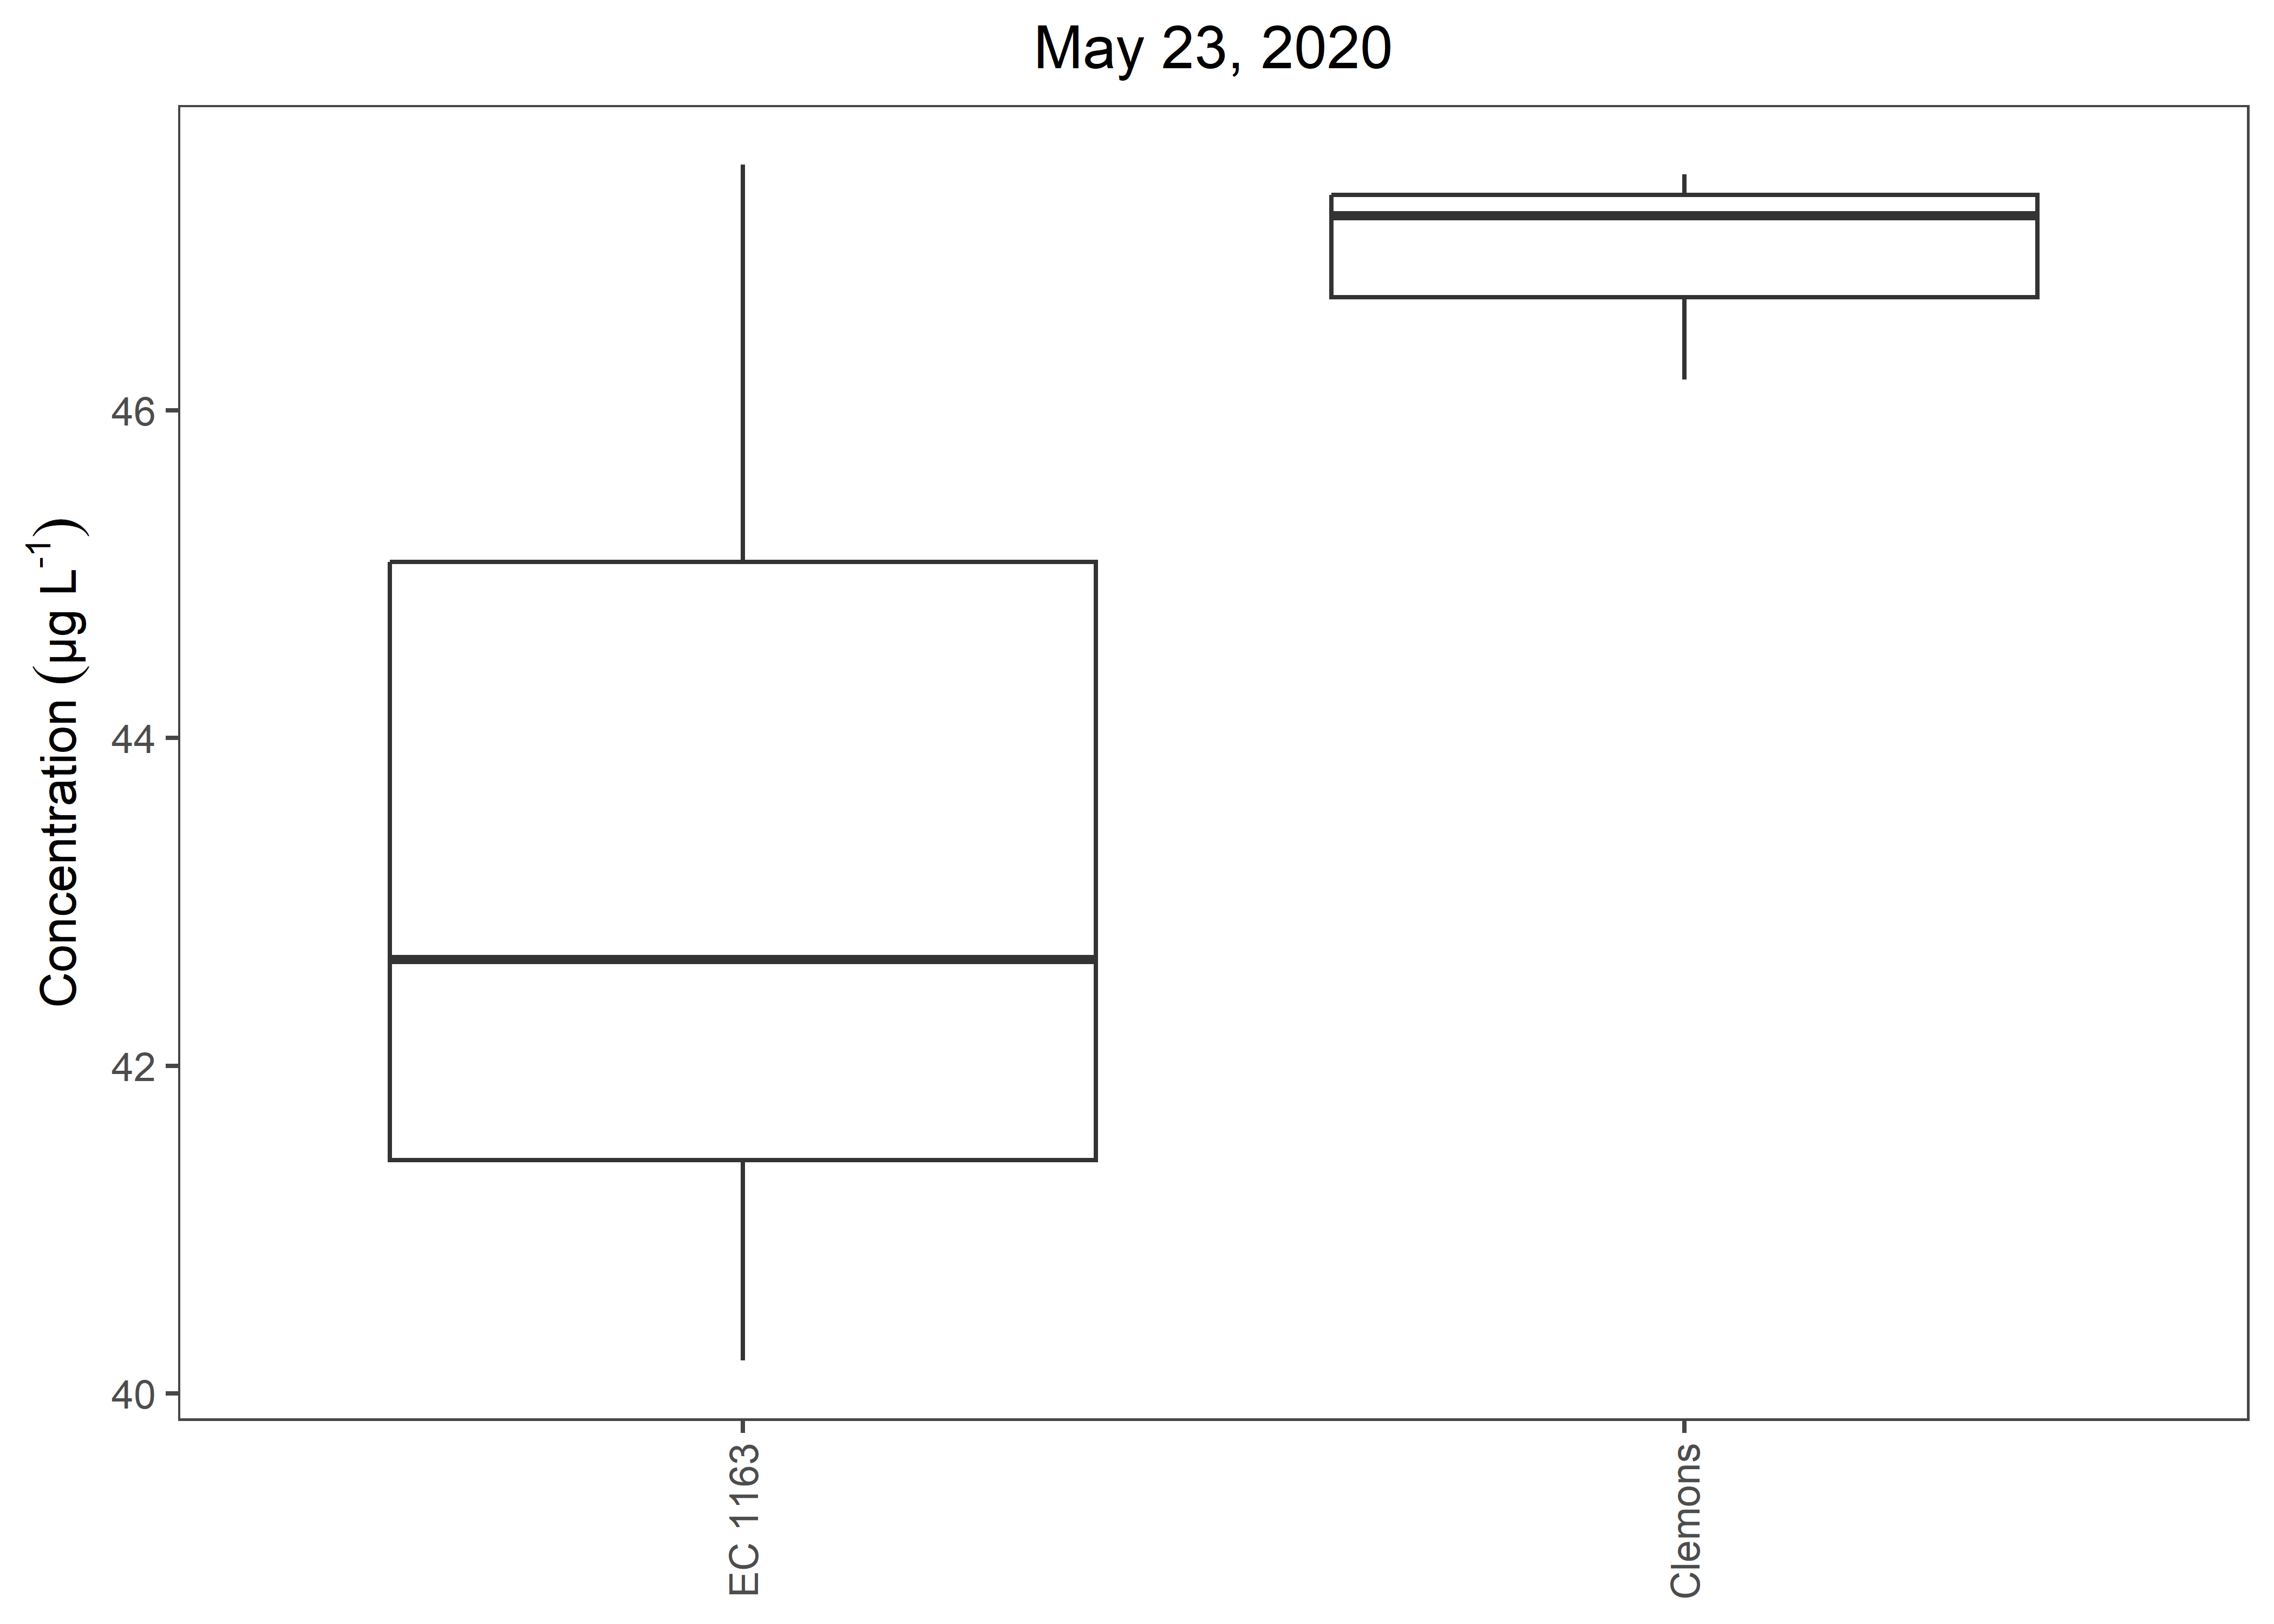 May 23, 2020
Concentration (µg L⁻¹)
46
44
42
40
EC 1163
Clemons